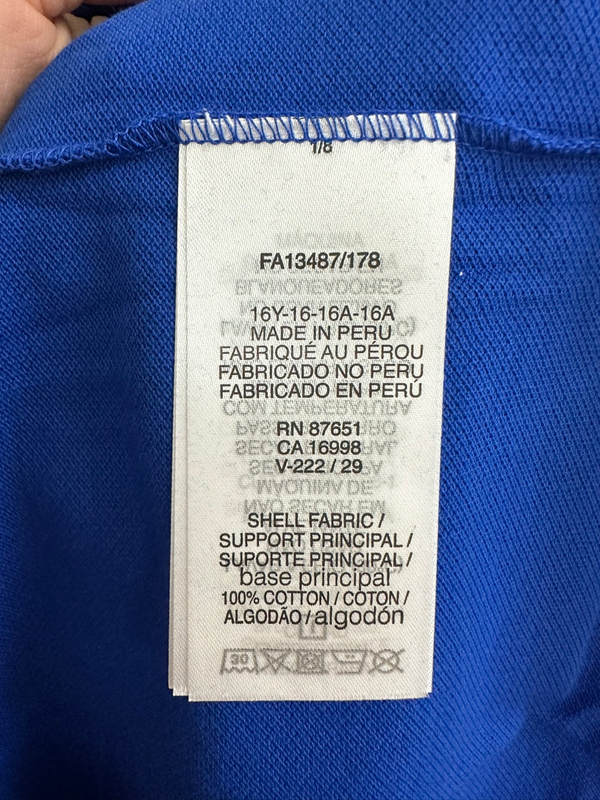 1/8
FA13487/178
16Y-16-16A-16A
MADE IN PERU
FABRIQUÉ AU PÉROU
FABRICADO NO PERU
FABRICADO EN PERÚ
RN 87651
CA 16998
V-222 / 29
SHELL FABRIC /
SUPPORT PRINCIPAL /
SUPORTE PRINCIPAL /
base principal
100% COTTON / COTON /
ALGODÃO / algodón